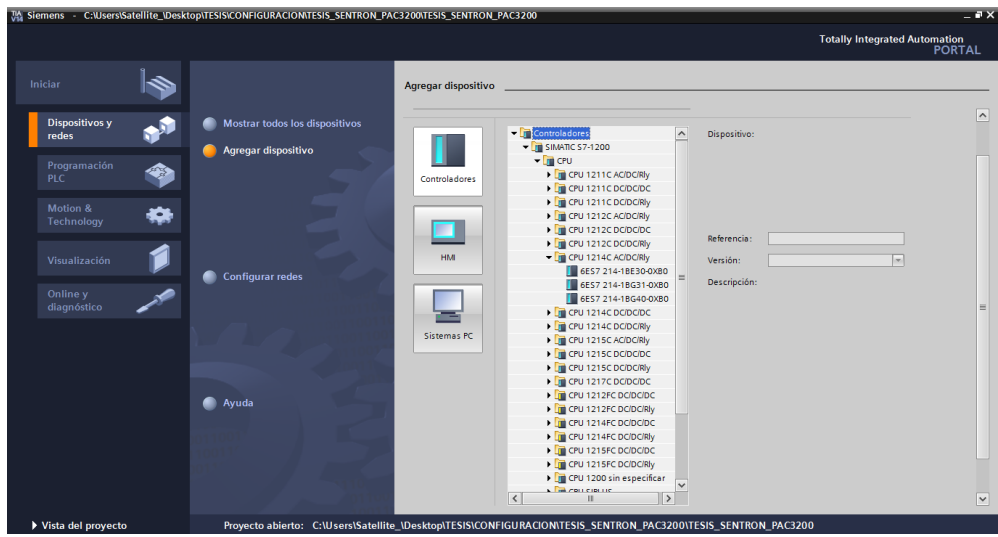 Siemens - C:\Users\Satellite_\Desktop\TESIS\CONFIGURACION\TESIS_SENTRON_PAC3200\TESIS_SENTRON_PAC3200
Totally Integrated Automation
PORTAL
Iniciar
Dispositivos y
redes
Programación
PLC
Motion &
Technology
Visualización
Online y
diagnóstico
Mostrar todos los dispositivos
Agregar dispositivo
Configurar redes
Ayuda
Agregar dispositivo
Controladores
HMI
Sistemas PC
Controladores
SIMATIC S7-1200
CPU
CPU 1211C AC/DC/Rly
CPU 1211C DC/DC/DC
CPU 1211C DC/DC/Rly
CPU 1212C AC/DC/Rly
CPU 1212C DC/DC/DC
CPU 1212C DC/DC/Rly
CPU 1214C AC/DC/Rly
6ES7 214-1BE30-0XB0
6ES7 214-1BG31-0XB0
6ES7 214-1BG40-0XB0
CPU 1214C DC/DC/DC
CPU 1214C DC/DC/Rly
CPU 1215C AC/DC/Rly
CPU 1215C DC/DC/DC
CPU 1215C DC/DC/Rly
CPU 1217C DC/DC/DC
CPU 1212FC DC/DC/DC
CPU 1212FC DC/DC/Rly
CPU 1214FC DC/DC/DC
CPU 1214FC DC/DC/Rly
CPU 1215FC DC/DC/DC
CPU 1215FC DC/DC/Rly
CPU 1200 sin especificar
CPU SIPLUS
Dispositivo:
Referencia:
Versión:
Descripción:
Vista del proyecto
Proyecto abierto: C:\Users\Satellite_\Desktop\TESIS\CONFIGURACION\TESIS_SENTRON_PAC3200\TESIS_SENTRON_PAC3200